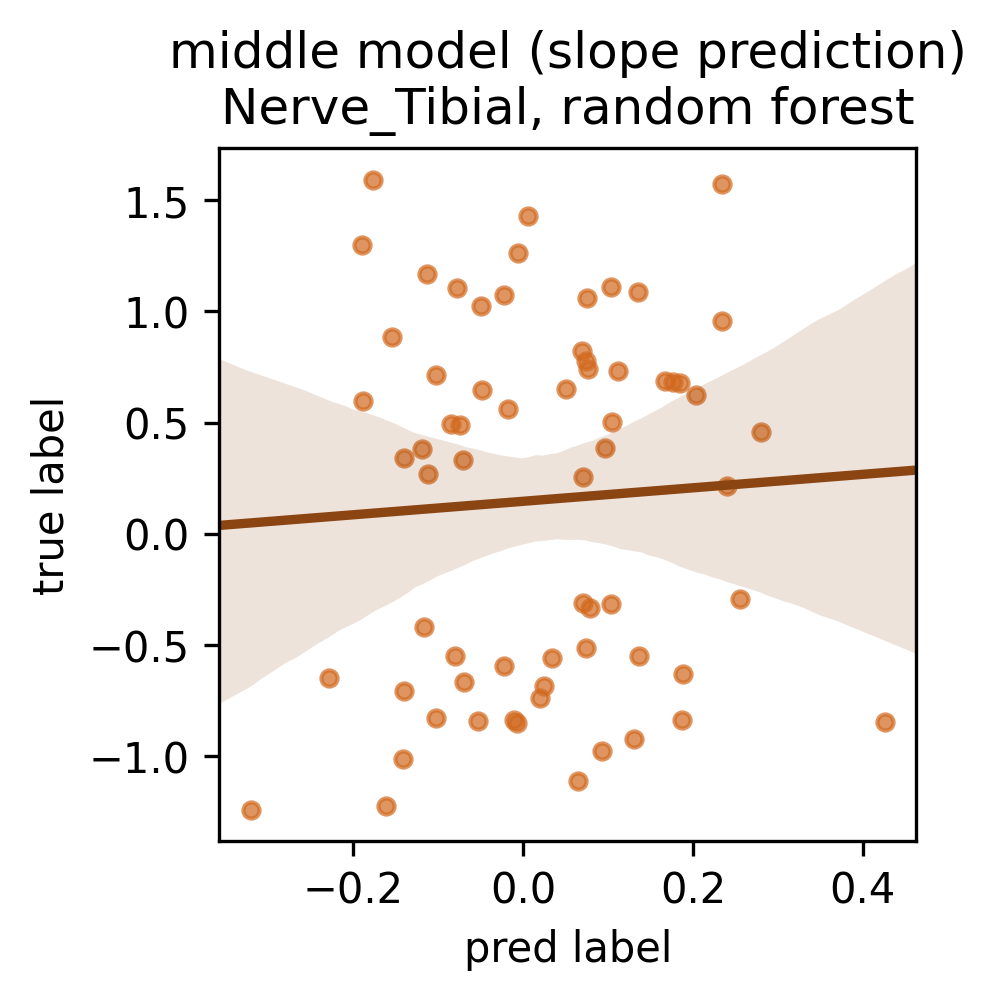 middle model (slope prediction)
Nerve_Tibial, random forest
1.5
1.0
0.5
0.0
−0.5
−1.0
true label
−0.2
0.0
0.2
0.4
pred label